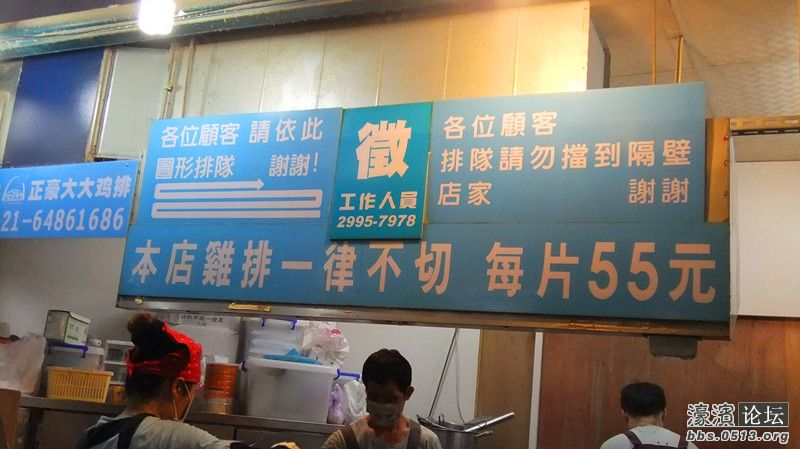 各位顧客 請依此
圖形排隊 謝謝!
徵
工作人員
2995-7978
各位顧客
排隊請勿擋到隔壁
店家 謝謝
正豪大大鸡排
21-64861686
本店雞排一律不切 每片55元
濠滨 论坛
bbs.0513.org